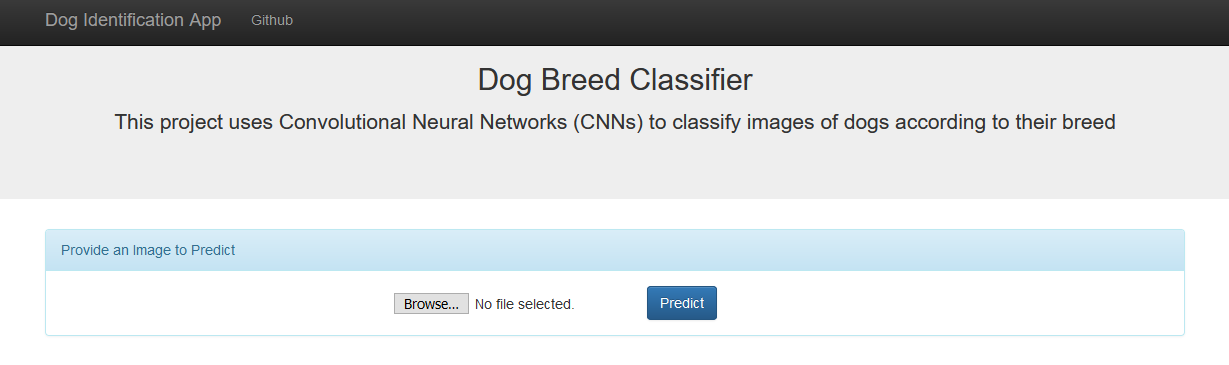 Dog Identification App Github
Dog Breed Classifier
This project uses Convolutional Neural Networks (CNNs) to classify images of dogs according to their breed
Provide an Image to Predict
Browse... No file selected. Predict